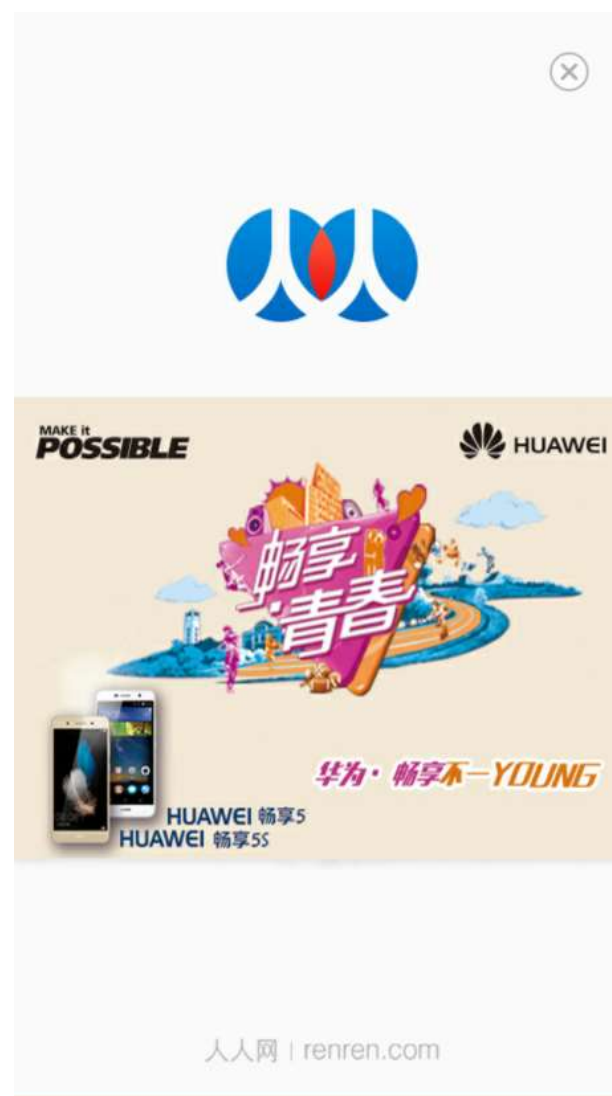 MAKE it
POSSIBLE
HUAWEI
畅享
青春
华为·畅享不一YOUNG
HUAWEI 畅享5
HUAWEI 畅享5S
人人网 | renren.com